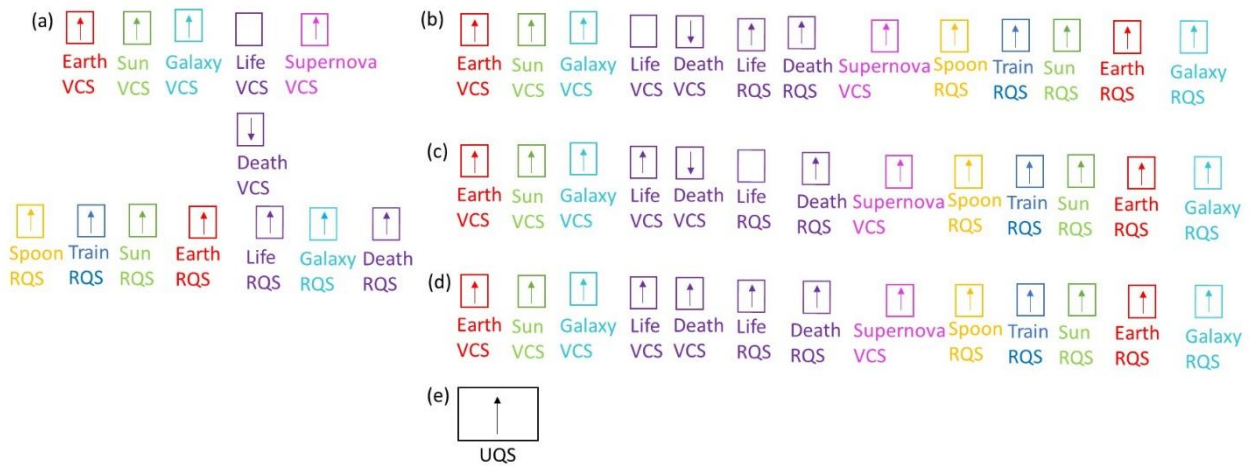 (a)
Earth Sun Galaxy Life Supernova
VCS VCS VCS VCS VCS
Death
VCS
Spoon Train Sun Earth Life Galaxy Death
RQS RQS RQS RQS RQS RQS RQS
(b)
Earth Sun Galaxy Life Death Life Death Supernova Spoon Train Sun Earth Galaxy
VCS VCS VCS VCS VCS RQS RQS VCS RQS RQS RQS RQS RQS
(c)
Earth Sun Galaxy Life Death Life Death Supernova Spoon Train Sun Earth Galaxy
VCS VCS VCS VCS VCS RQS RQS VCS RQS RQS RQS RQS RQS
(d)
Earth Sun Galaxy Life Death Life Death Supernova Spoon Train Sun Earth Galaxy
VCS VCS VCS VCS VCS RQS RQS VCS RQS RQS RQS RQS RQS
(e)
UQS